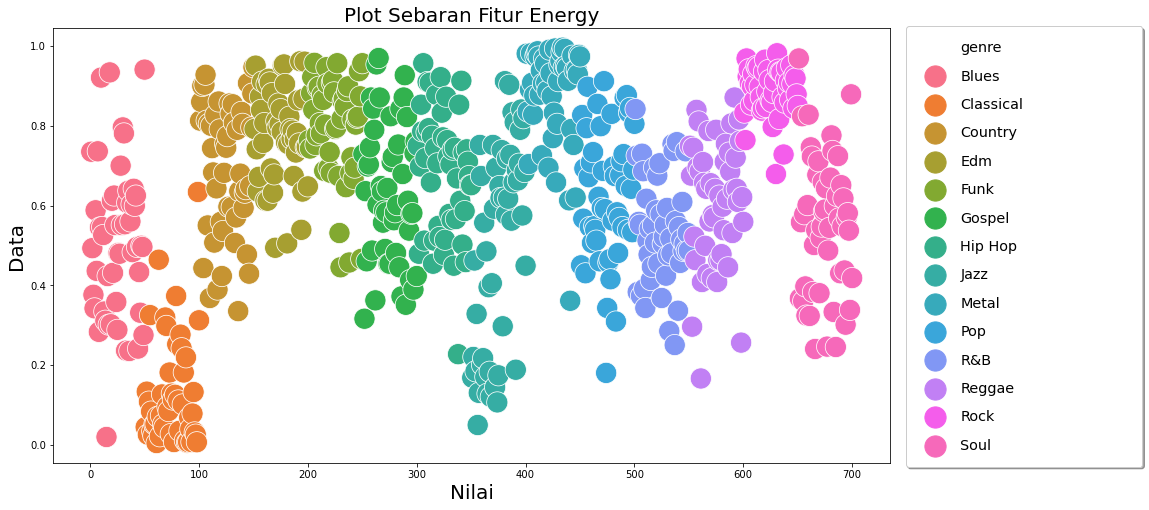 Plot Sebaran Fitur Energy
Data
1.0
0.8
0.6
0.4
0.2
0.0
0 100 200 300 400 500 600 700
Nilai
genre
Blues
Classical
Country
Edm
Funk
Gospel
Hip Hop
Jazz
Metal
Pop
R&B
Reggae
Rock
Soul